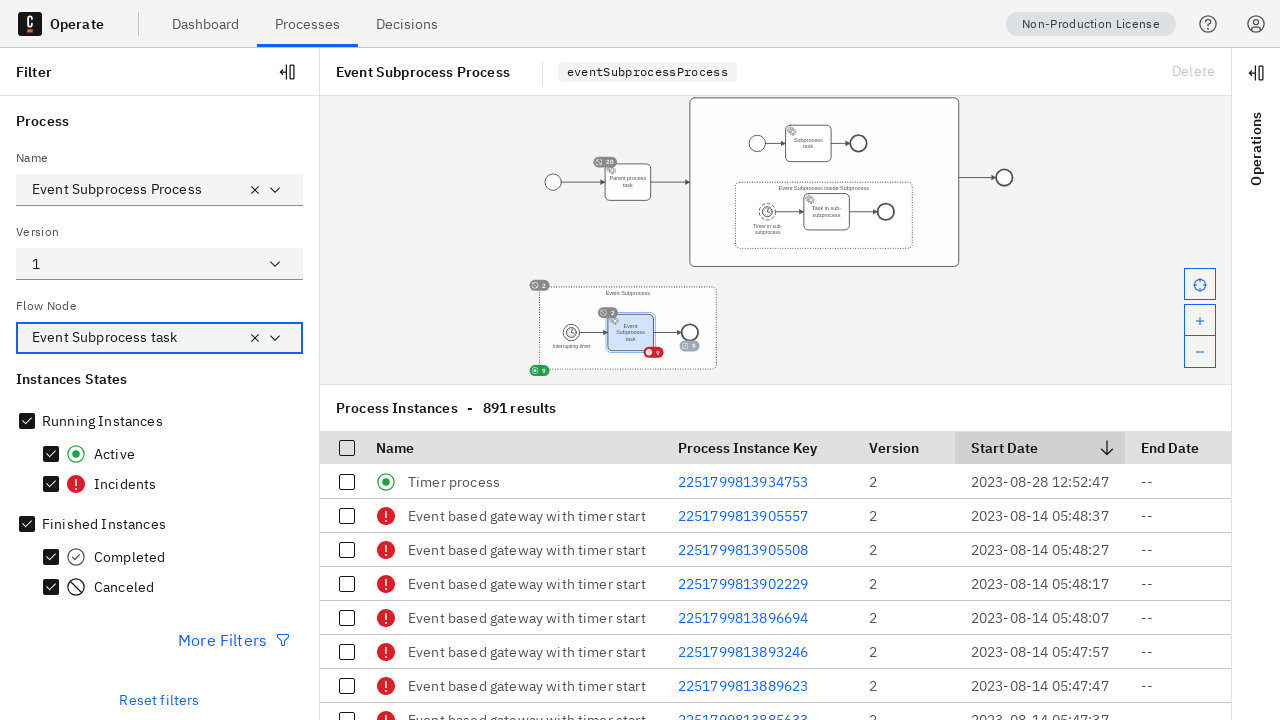 Operate
Dashboard
Processes
Decisions
Non-Production License
Filter
Process
Name
Event Subprocess Process
Version
1
Flow Node
Event Subprocess task
Instances States
Running Instances
Active
Incidents
Finished Instances
Completed
Canceled
More Filters
Reset filters
Event Subprocess Process
eventSubprocessProcess
Delete
20
Parent process
task
Subprocess
task
Event Subprocess inside Subprocess
Timer in sub-
subprocess
Task in sub-
subprocess
2
Event Subprocess
Interrupting timer
2
Event
Subprocess
task
9
9
9
Operations
Process Instances - 891 results
Name Process Instance Key Version Start Date End Date
Timer process 2251799813934753 2 2023-08-28 12:52:47 --
Event based gateway with timer start 2251799813905557 2 2023-08-14 05:48:37 --
Event based gateway with timer start 2251799813905508 2 2023-08-14 05:48:27 --
Event based gateway with timer start 2251799813902229 2 2023-08-14 05:48:17 --
Event based gateway with timer start 2251799813896694 2 2023-08-14 05:48:07 --
Event based gateway with timer start 2251799813893246 2 2023-08-14 05:47:57 --
Event based gateway with timer start 2251799813889623 2 2023-08-14 05:47:47 --
Event based gateway with timer start 2251799813885633 2 2023-08-14 05:47:37 --